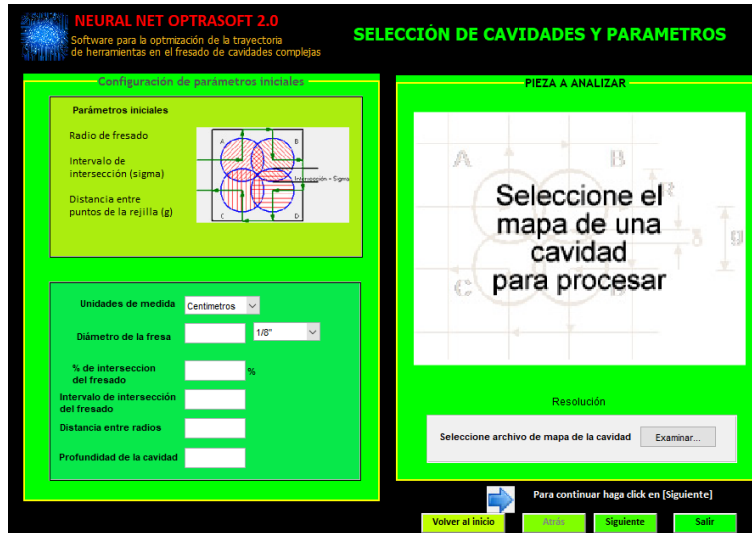 NEURAL NET OPTRASOFT 2.0
Software para la optmización de la trayectoria
de herramientas en el fresado de cavidades complejas
SELECCIÓN DE CAVIDADES Y PARAMETROS
Configuración de parámetros iniciales
Parámetros iniciales
Radio de fresado
Intervalo de
intersección (sigma)
Distancia entre
puntos de la rejilla (g)
A
B
Intersección = Sigma
C
D
Unidades de medida
Centimetros
Diámetro de la fresa
1/8"
% de interseccion
del fresado
%
Intervalo de intersección
del fresado
Distancia entre radios
Profundidad de la cavidad
PIEZA A ANALIZAR
A
B
Seleccione el
mapa de una
cavidad
para procesar
g
C
Resolución
Seleccione archivo de mapa de la cavidad
Examinar...
Para continuar haga click en [Siguiente]
Volver al inicio
Atrás
Siguiente
Salir